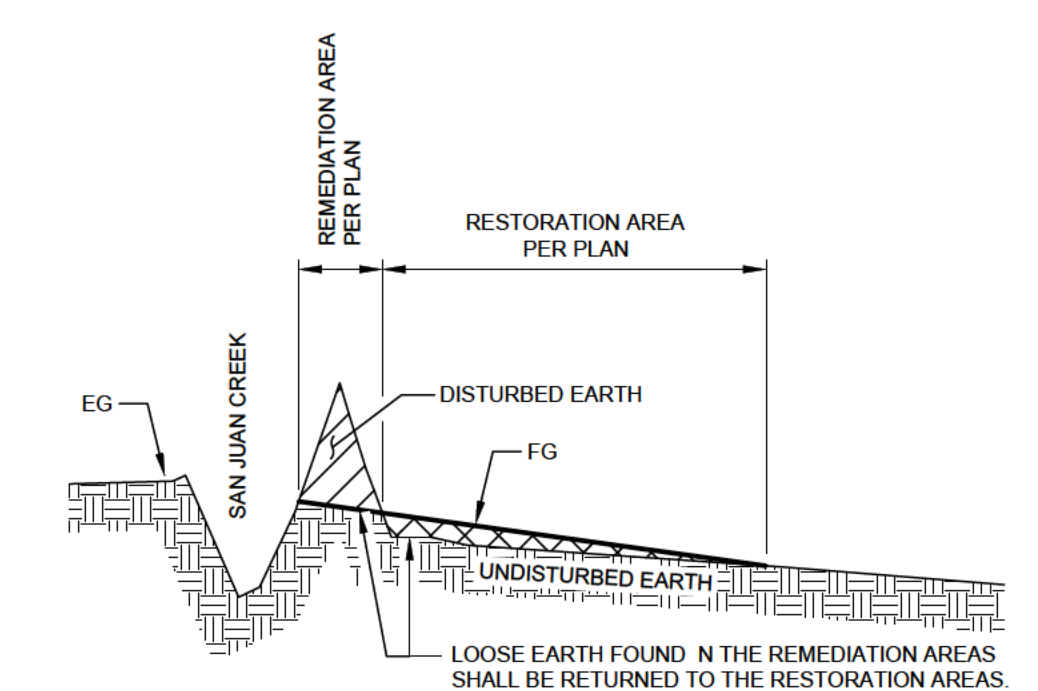 REMEDIATION AREA
PER PLAN
RESTORATION AREA
PER PLAN
SAN JUAN CREEK
EG
DISTURBED EARTH
FG
UNDISTURBED EARTH
LOOSE EARTH FOUND  N THE REMEDIATION AREAS
SHALL BE RETURNED TO THE RESTORATION AREAS.